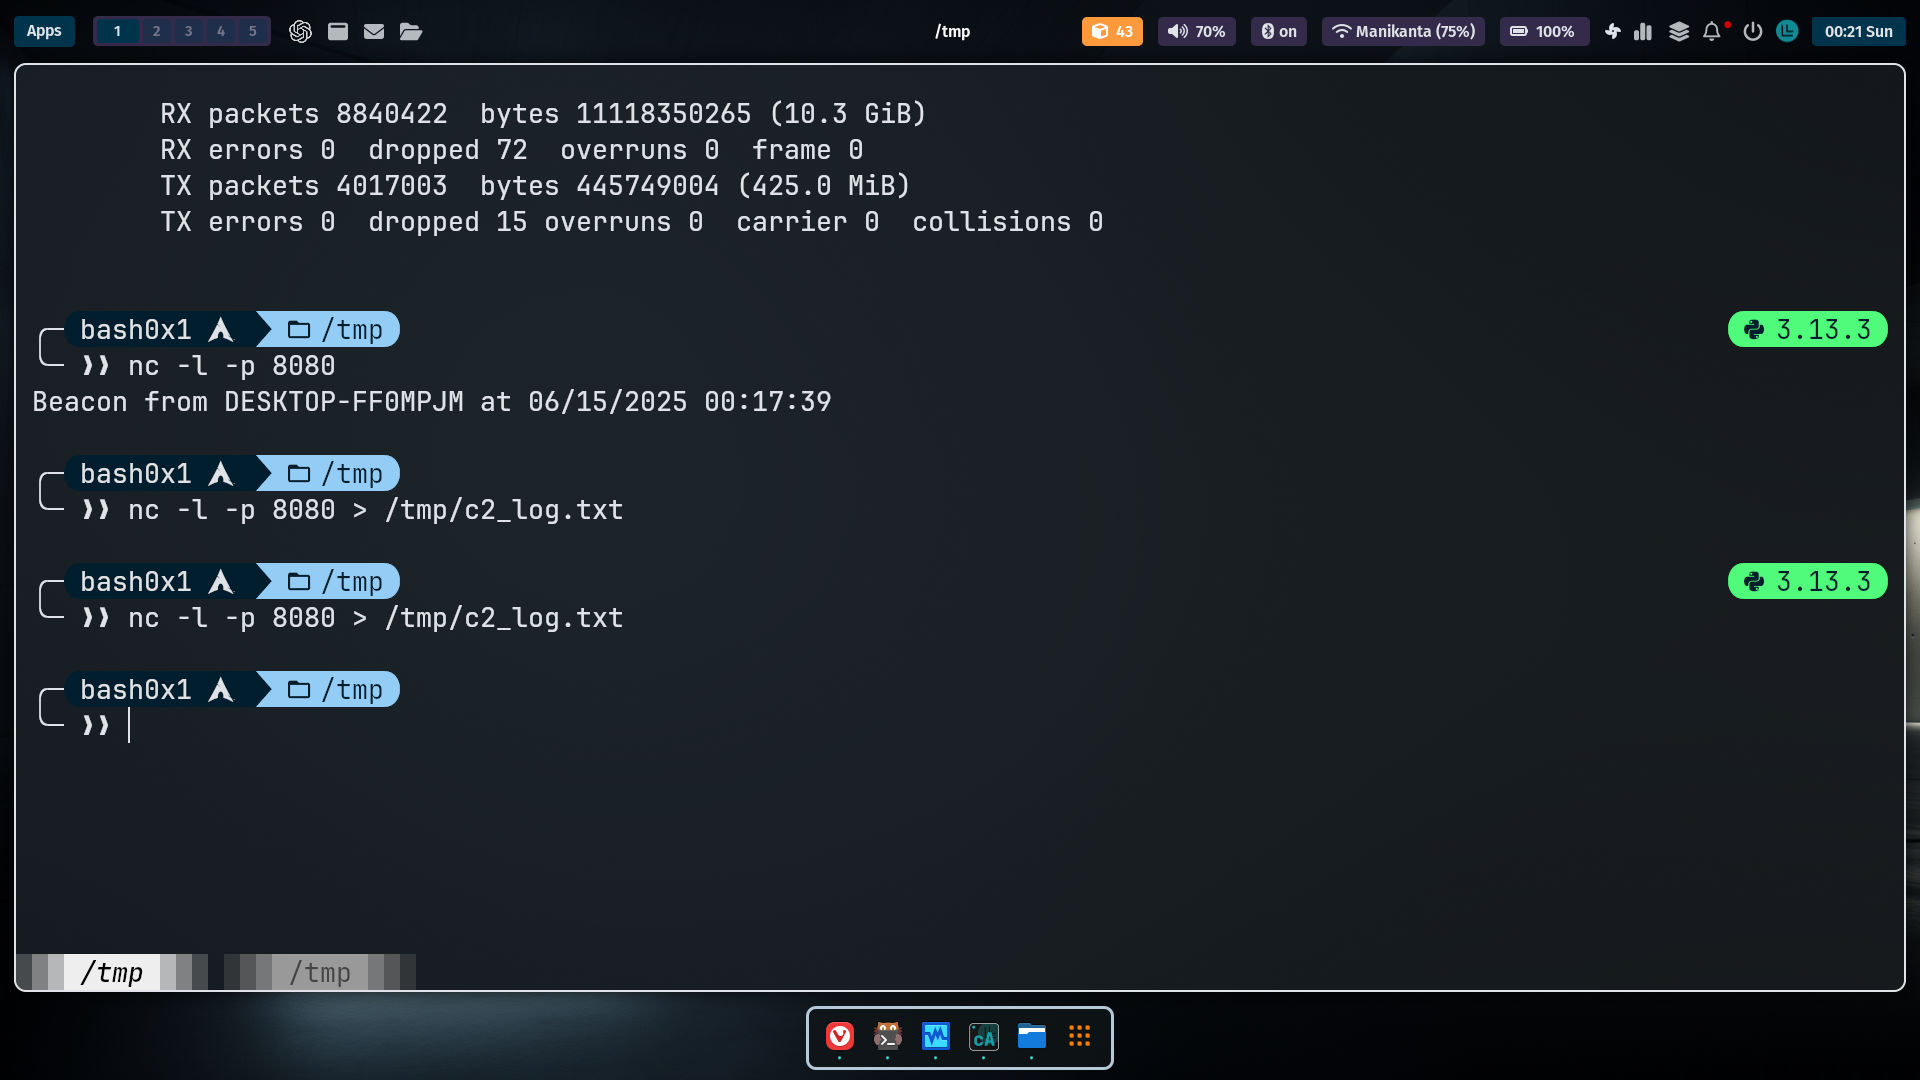 Apps 1 2 3 4 5 /tmp 43 70% on Manikanta (75%) 100% 00:21 Sun
RX packets 8840422 bytes 11118350265 (10.3 GiB)
RX errors 0 dropped 72 overruns 0 frame 0
TX packets 4017003 bytes 445749004 (425.0 MiB)
TX errors 0 dropped 15 overruns 0 carrier 0 collisions 0
bash0x1 /tmp 3.13.3
❯❯ nc -l -p 8080
Beacon from DESKTOP-FF0MPJM at 06/15/2025 00:17:39
bash0x1 /tmp
❯❯ nc -l -p 8080 > /tmp/c2_log.txt
bash0x1 /tmp 3.13.3
❯❯ nc -l -p 8080 > /tmp/c2_log.txt
bash0x1 /tmp
❯❯
/tmp /tmp
cA